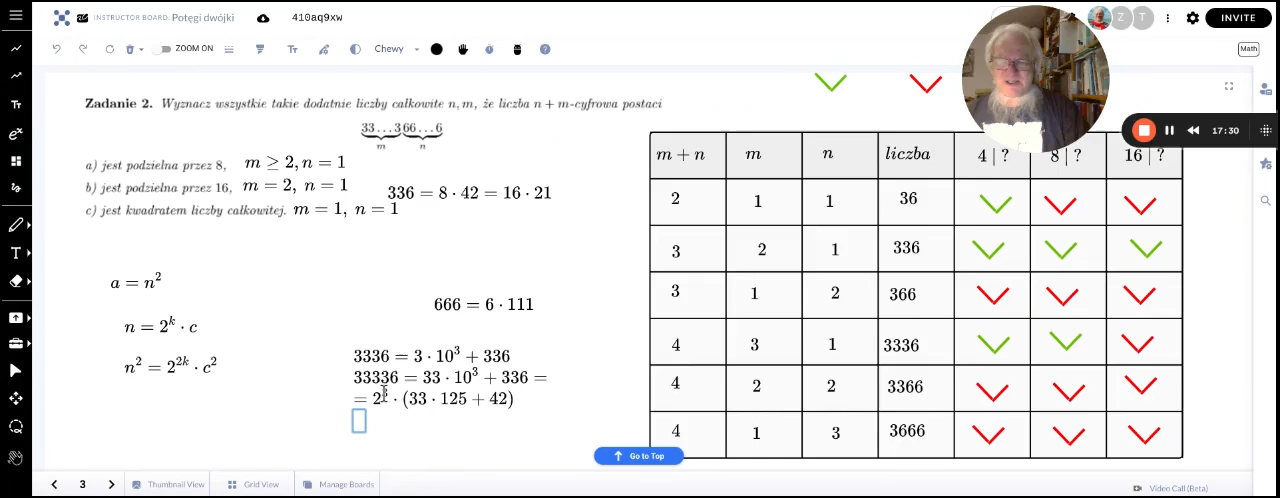 INSTRUCTOR BOARD: Potęgi dwójki
410aq9xw
Z T
INVITE
ZOOM ON
Chewy
Math
17:30
Zadanie 2. Wyznacz wszystkie takie dodatnie liczby całkowite n, m, że liczba n + m-cyfrowa postaci
33...3 66...6
m n
a) jest podzielna przez 8, m ≥ 2, n = 1
b) jest podzielna przez 16, m = 2, n = 1
336 = 8 · 42 = 16 · 21
c) jest kwadratem liczby całkowitej. m = 1, n = 1
a = n²
666 = 6 · 111
n = 2^k · c
n² = 2^{2k} · c²
3336 = 3 · 10³ + 336
33336 = 33 · 10³ + 336 =
= 2 · (33 · 125 + 42)
m + n m n liczba 4 | ? 8 | ? 16 | ?
2 1 1 36
3 2 1 336
3 1 2 366
4 3 1 3336
4 2 2 3366
4 1 3 3666
Go to Top
3
Thumbnail View
Grid View
Manage Boards
Video Call (Beta)